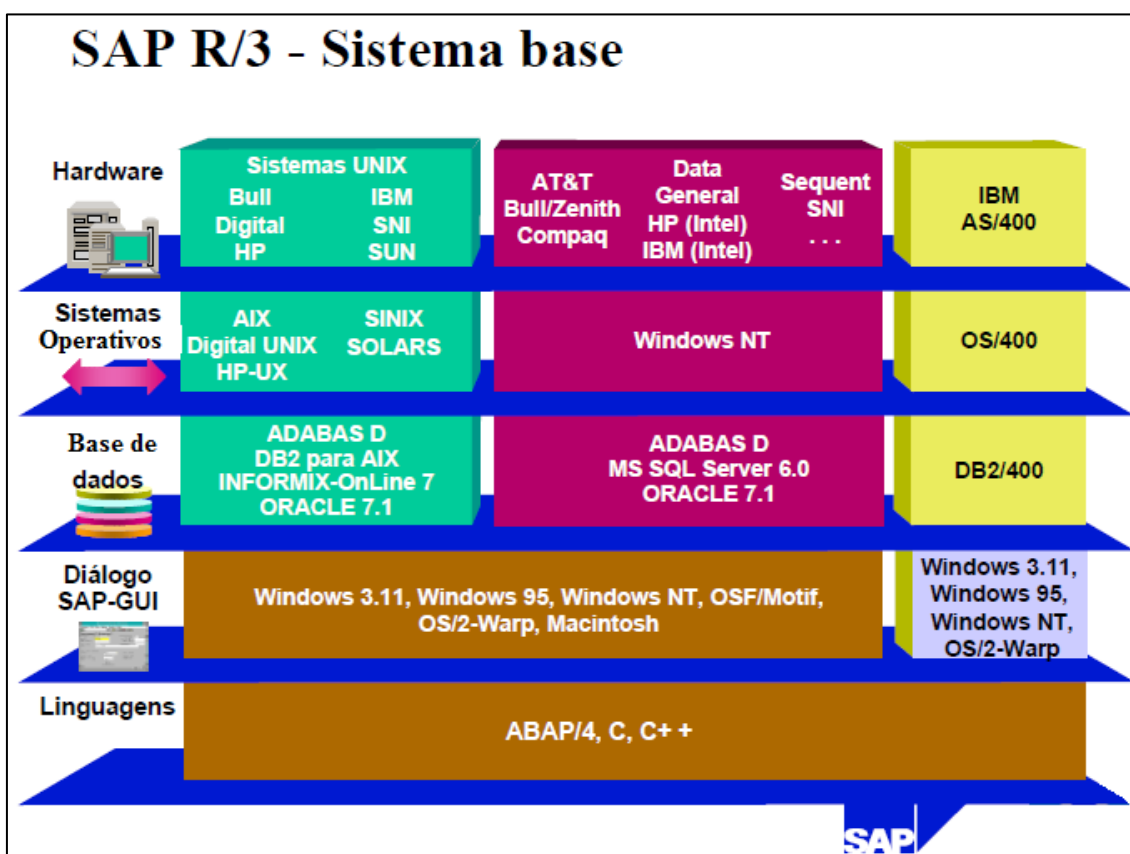 SAP R/3 - Sistema base
Hardware
Sistemas UNIX
Bull
Digital
HP
IBM
SNI
SUN
AT&T
Bull/Zenith
Compaq
Data
General
HP (Intel)
IBM (Intel)
Sequent
SNI
. . .
IBM
AS/400
Sistemas
Operativos
AIX
Digital UNIX
HP-UX
SINIX
SOLARS
Windows NT
OS/400
Base de
dados
ADABAS D
DB2 para AIX
INFORMIX-OnLine 7
ORACLE 7.1
ADABAS D
MS SQL Server 6.0
ORACLE 7.1
DB2/400
Diálogo
SAP-GUI
Windows 3.11, Windows 95, Windows NT, OSF/Motif,
OS/2-Warp, Macintosh
Windows 3.11,
Windows 95,
Windows NT,
OS/2-Warp
Linguagens
ABAP/4, C, C+ +
SAP